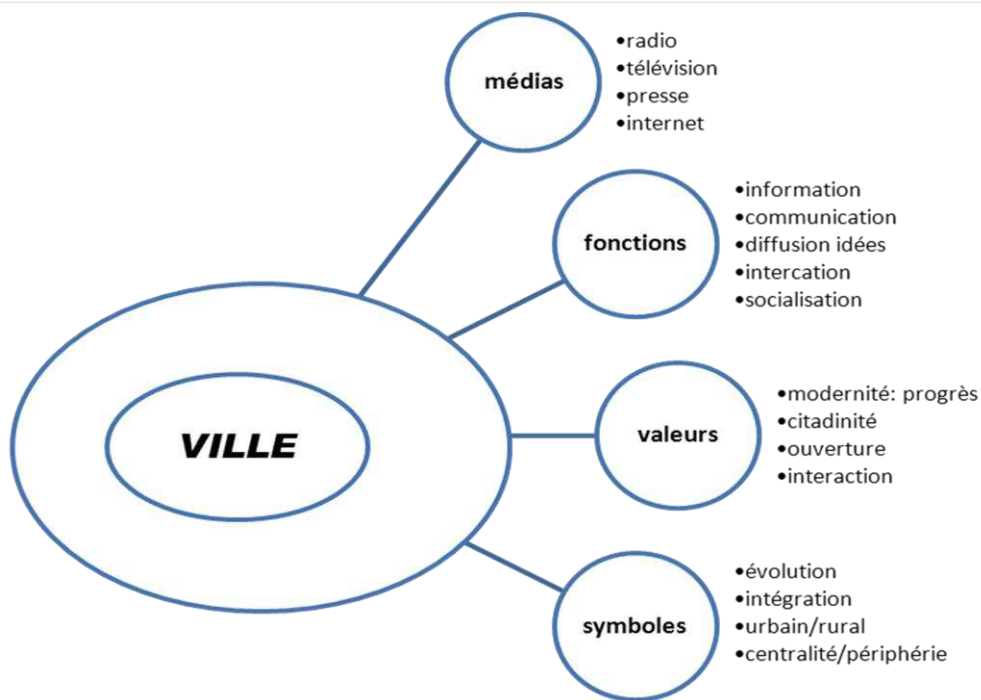 médias
•radio
•télévision
•presse
•internet
fonctions
•information
•communication
•diffusion idées
•intercation
•socialisation
VILLE
valeurs
•modernité: progrès
•citadinité
•ouverture
•interaction
symboles
•évolution
•intégration
•urbain/rural
•centralité/périphérie